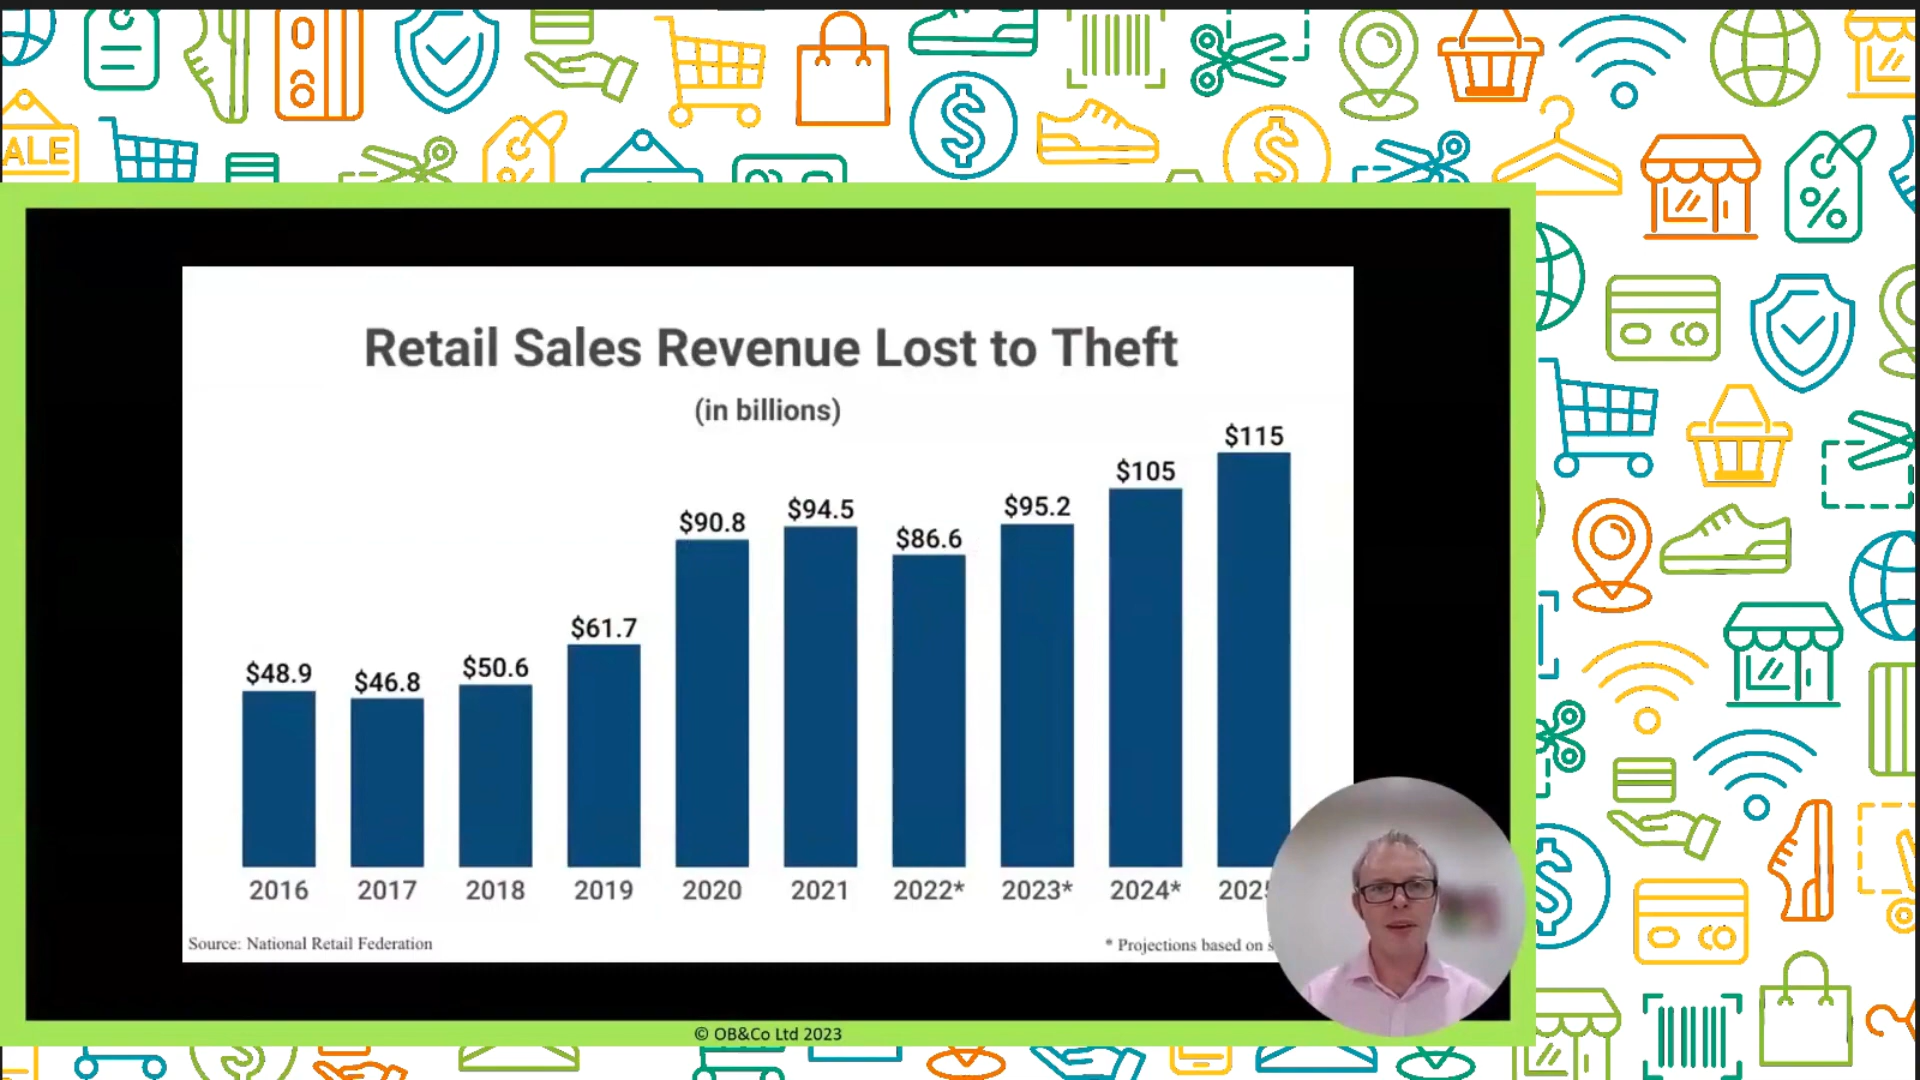 ALE
Retail Sales Revenue Lost to Theft
(in billions)
$48.9
$46.8
$50.6
$61.7
$90.8
$94.5
$86.6
$95.2
$105
$115
2016 2017 2018 2019 2020 2021 2022* 2023* 2024*
Source: National Retail Federation * Projections based on
© OB&Co Ltd 2023